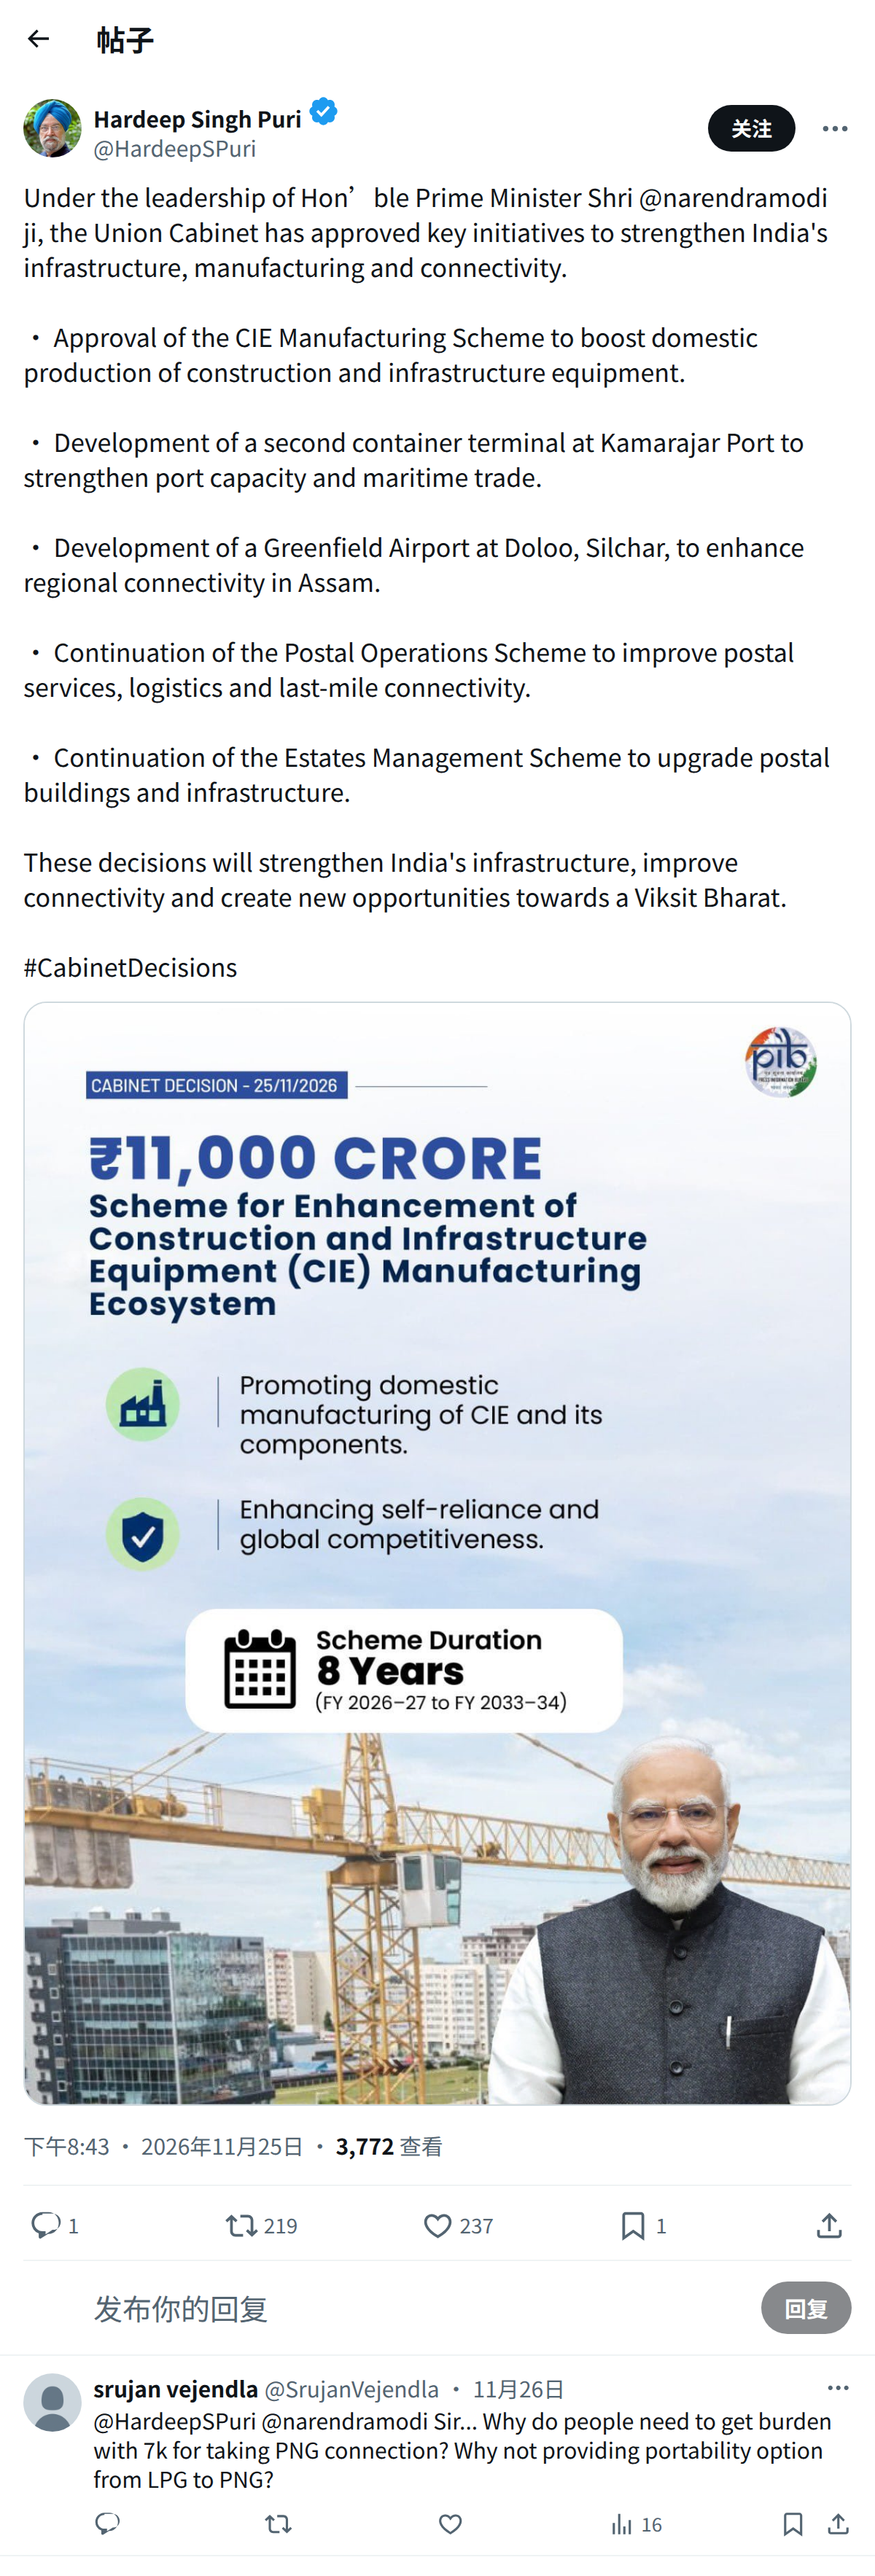 帖子
Hardeep Singh Puri
@HardeepSPuri
关注
Under the leadership of Hon’ble Prime Minister Shri @narendramodi
ji, the Union Cabinet has approved key initiatives to strengthen India's
infrastructure, manufacturing and connectivity.
• Approval of the CIE Manufacturing Scheme to boost domestic
production of construction and infrastructure equipment.
• Development of a second container terminal at Kamarajar Port to
strengthen port capacity and maritime trade.
• Development of a Greenfield Airport at Doloo, Silchar, to enhance
regional connectivity in Assam.
• Continuation of the Postal Operations Scheme to improve postal
services, logistics and last-mile connectivity.
• Continuation of the Estates Management Scheme to upgrade postal
buildings and infrastructure.
These decisions will strengthen India's infrastructure, improve
connectivity and create new opportunities towards a Viksit Bharat.
#CabinetDecisions
pib
CABINET DECISION - 25/11/2026
₹11,000 CRORE
Scheme for Enhancement of
Construction and Infrastructure
Equipment (CIE) Manufacturing
Ecosystem
Promoting domestic
manufacturing of CIE and its
components.
Enhancing self-reliance and
global competitiveness.
Scheme Duration
8 Years
(FY 2026–27 to FY 2033–34)
下午8:43 · 2026年11月25日 · 3,772 查看
1 219 237 1
发布你的回复
回复
srujan vejendla @SrujanVejendla · 11月26日
@HardeepSPuri @narendramodi Sir... Why do people need to get burden
with 7k for taking PNG connection? Why not providing portability option
from LPG to PNG?
16